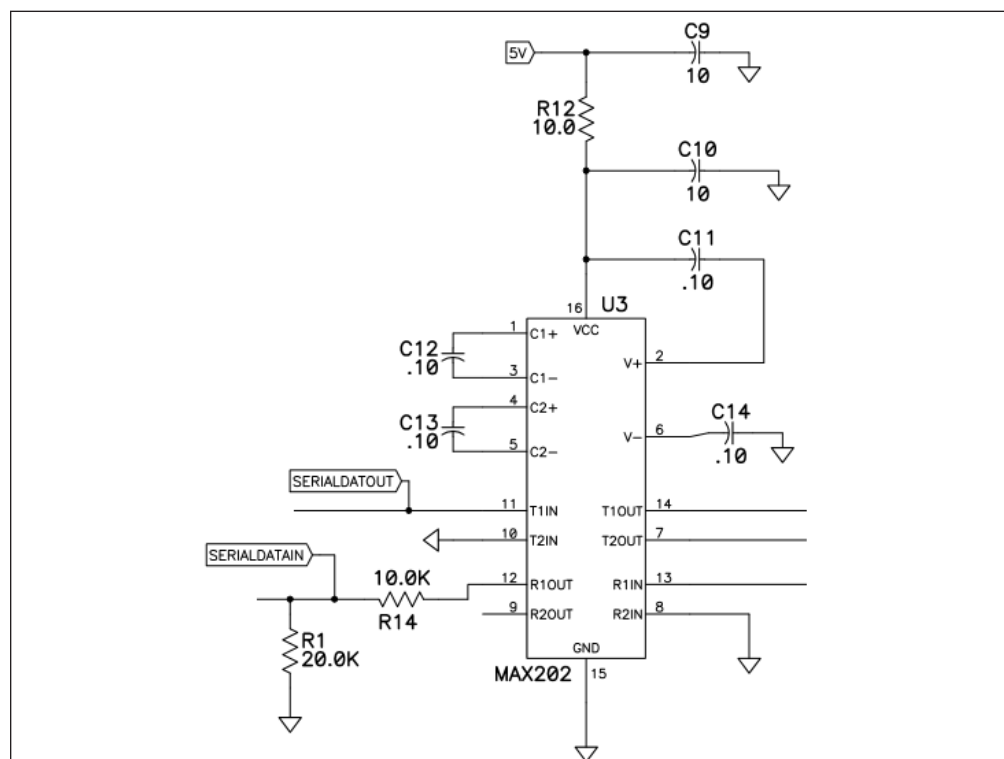 C9
5V
10
R12
10.0
C10
10
C11
.10
16
U3
VCC
1
C1+
C12
.10
V+
2
3
C1-
4
C2+
C13
.10
C14
V-
6
5
C2-
.10
SERIALDATOUT
11
T1IN
T1OUT
14
10
T2IN
T2OUT
7
SERIALDATAIN
10.0K
12
R1OUT
R1IN
13
R14
9
R2OUT
R2IN
8
R1
20.0K
GND
MAX202
15